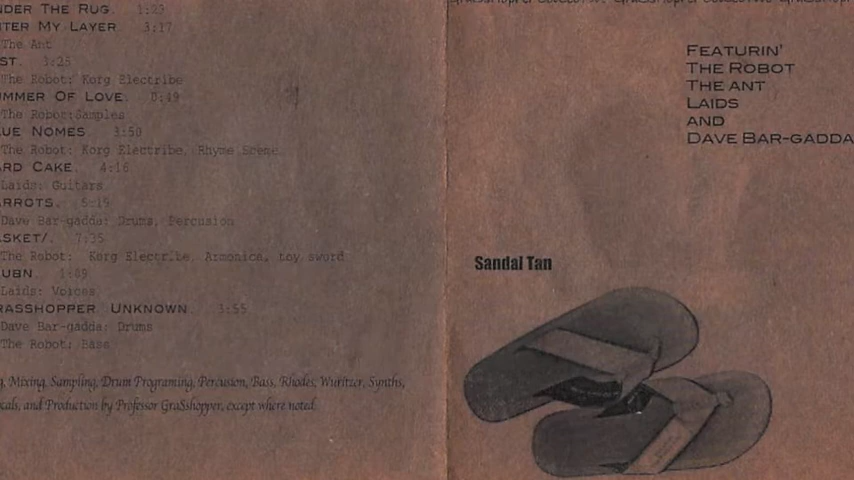 NDER THE RUG. 1:23
TER MY LAYER. 3:17
The Ant
ST. 3:25
The Robot: Korg Electribe
MMER OF LOVE. 0:49
The Robot:Samples
UE NOMES. 3:50
The Robot: Korg Electribe, Rhyme Scene.
ARD CAKE. 4:16
Laids: Guitars
ARROTS. 5:19
Dave Bar-gadda: Drums, Percusion
ASKET/. 7:35
The Robot: Korg Electribe, Armonica, toy sword
UBN. 1:09
Laids: Voices.
RASSHOPPER UNKNOWN. 3:55
Dave Bar-gadda: Drums
The Robot: Bass
g, Mixing, Sampling, Drum Programing, Percusion, Bass, Rhodes, Wurlitzer, Synths,
cals, and Production by Professor GraSshopper, except where noted.
FEATURIN'
THE ROBOT
THE ANT
LAIDS
AND
DAVE BAR-GADDA
Sandal Tan